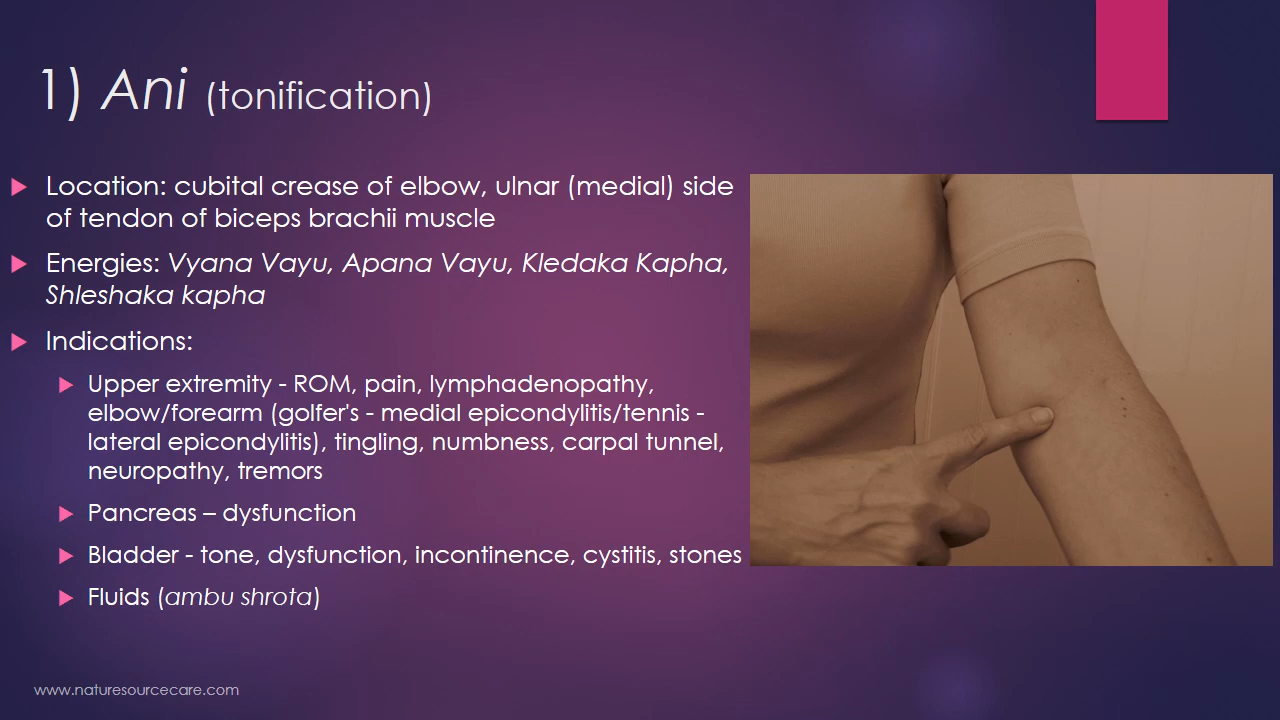 1) Ani (tonification)
Location: cubital crease of elbow, ulnar (medial) side
of tendon of biceps brachii muscle
Energies: Vyana Vayu, Apana Vayu, Kledaka Kapha,
Shleshaka kapha
Indications:
Upper extremity - ROM, pain, lymphadenopathy,
elbow/forearm (golfer's - medial epicondylitis/tennis -
lateral epicondylitis), tingling, numbness, carpal tunnel,
neuropathy, tremors
Pancreas – dysfunction
Bladder - tone, dysfunction, incontinence, cystitis, stones
Fluids (ambu shrota)
www.naturesourcecare.com